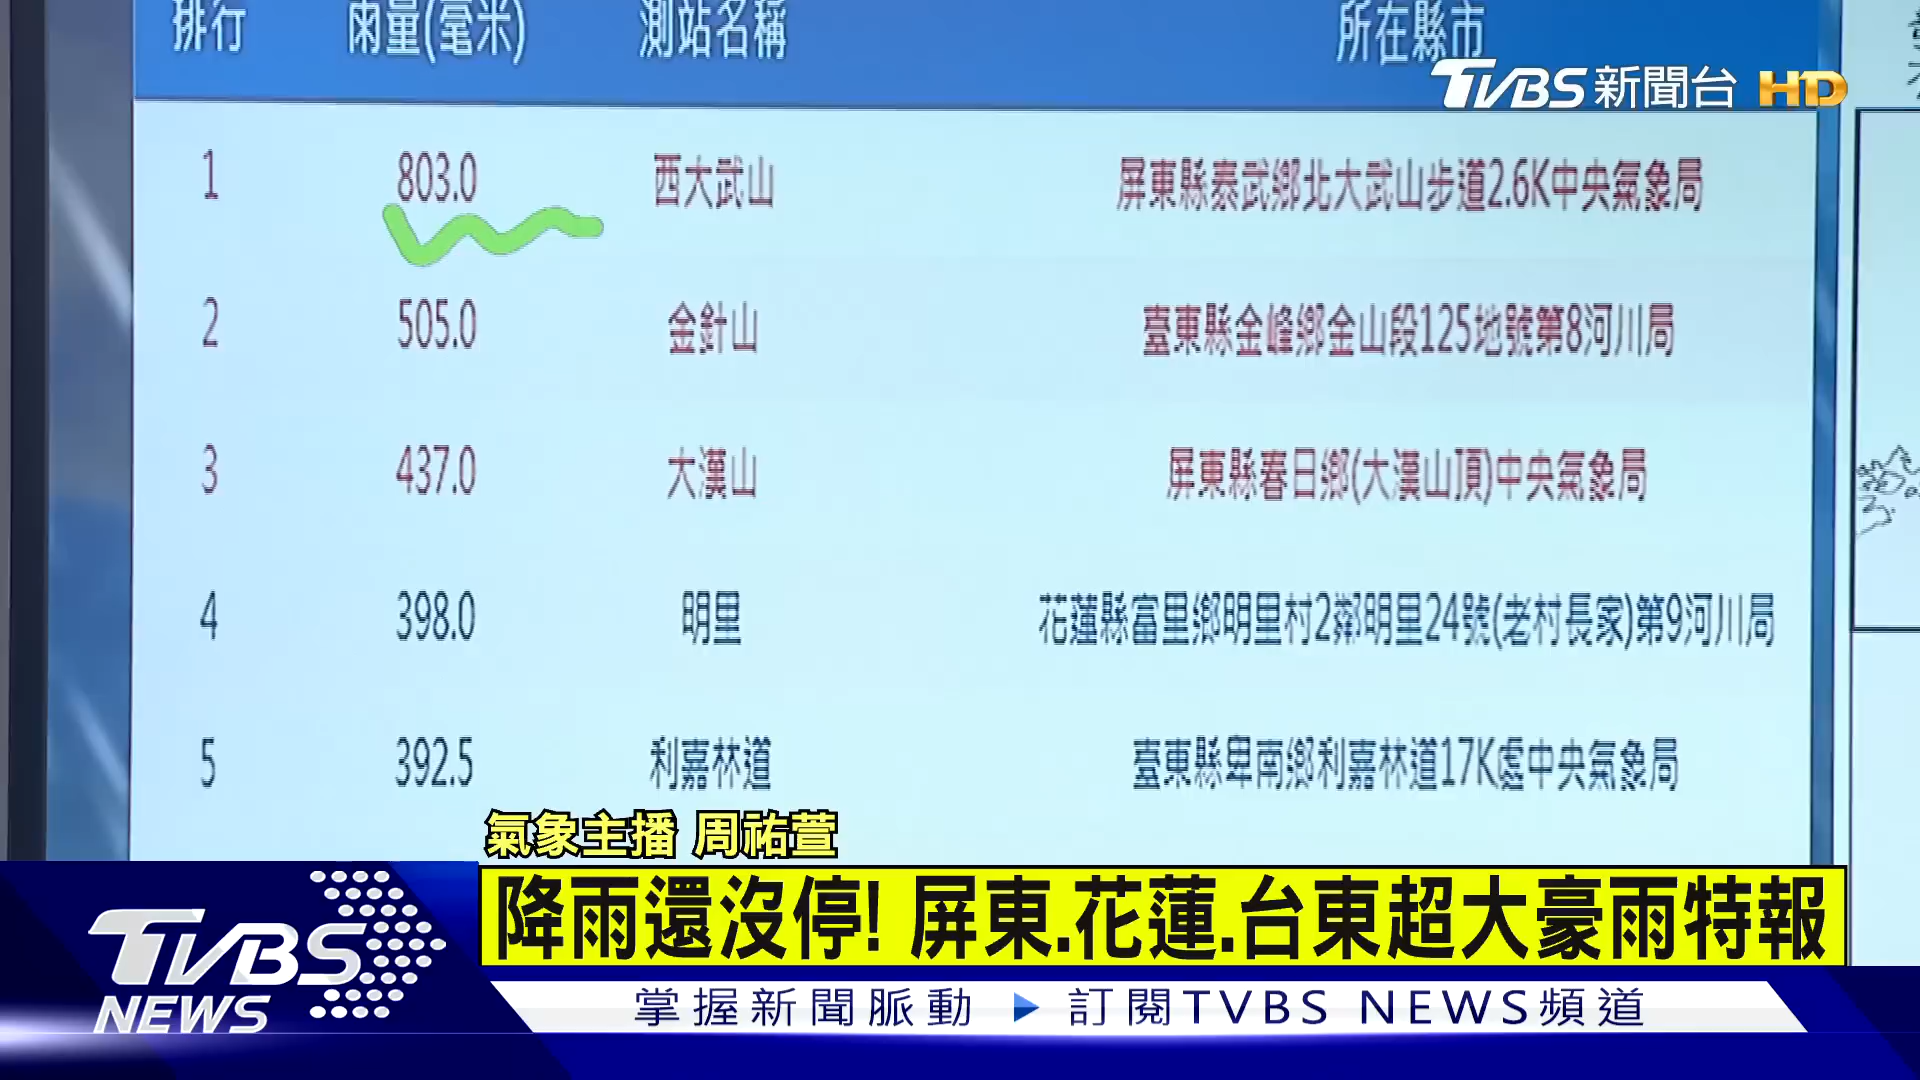 排行 雨量(毫米) 測站名稱 所在縣市
TVBS新聞台 HD
1 803.0 西大武山 屏東縣泰武鄉北大武山步道2.6K中央氣象局
2 505.0 金針山 臺東縣金峰鄉金山段125地號第8河川局
3 437.0 大漢山 屏東縣春日鄉(大漢山頂)中央氣象局
4 398.0 明里 花蓮縣富里鄉明里村2鄰明里24號(老村長家)第9河川局
5 392.5 利嘉林道 臺東縣卑南鄉利嘉林道17K處中央氣象局
氣象主播 周祐萱
降雨還沒停! 屏東.花蓮.台東超大豪雨特報
TVBS
NEWS
掌握新聞脈動 ▶ 訂閱TVBS NEWS頻道